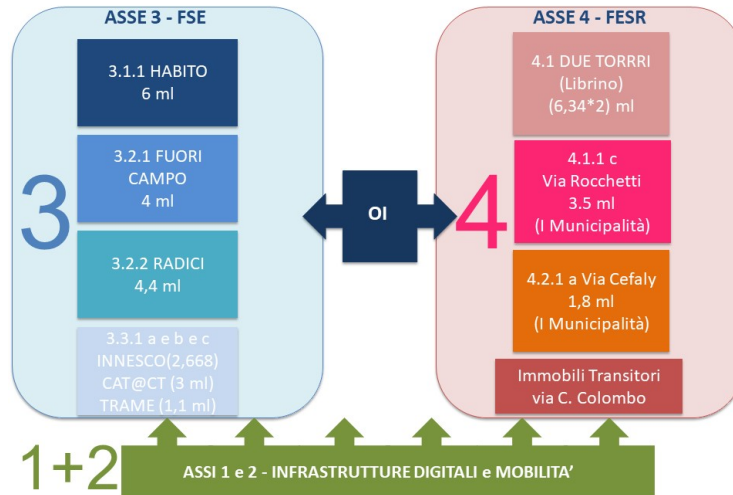 ASSE 3 - FSE
3.1.1 HABITO
6 ml
3.2.1 FUORI
CAMPO
4 ml
3
3.2.2 RADICI
4,4 ml
3.3.1 a e b e c
INNESCO(2,668)
CAT@CT (3 ml)
TRAME (1,1 ml)
OI
ASSE 4 - FESR
4.1 DUE TORRRI
(Librino)
(6,34*2) ml
4
4.1.1 c
Via Rocchetti
3.5 ml
(I Municipalità)
4.2.1 a Via Cefaly
1,8 ml
(I Municipalità)
Immobili Transitori
via C. Colombo
1+2
ASSI 1 e 2 - INFRASTRUTTURE DIGITALI e MOBILITA’